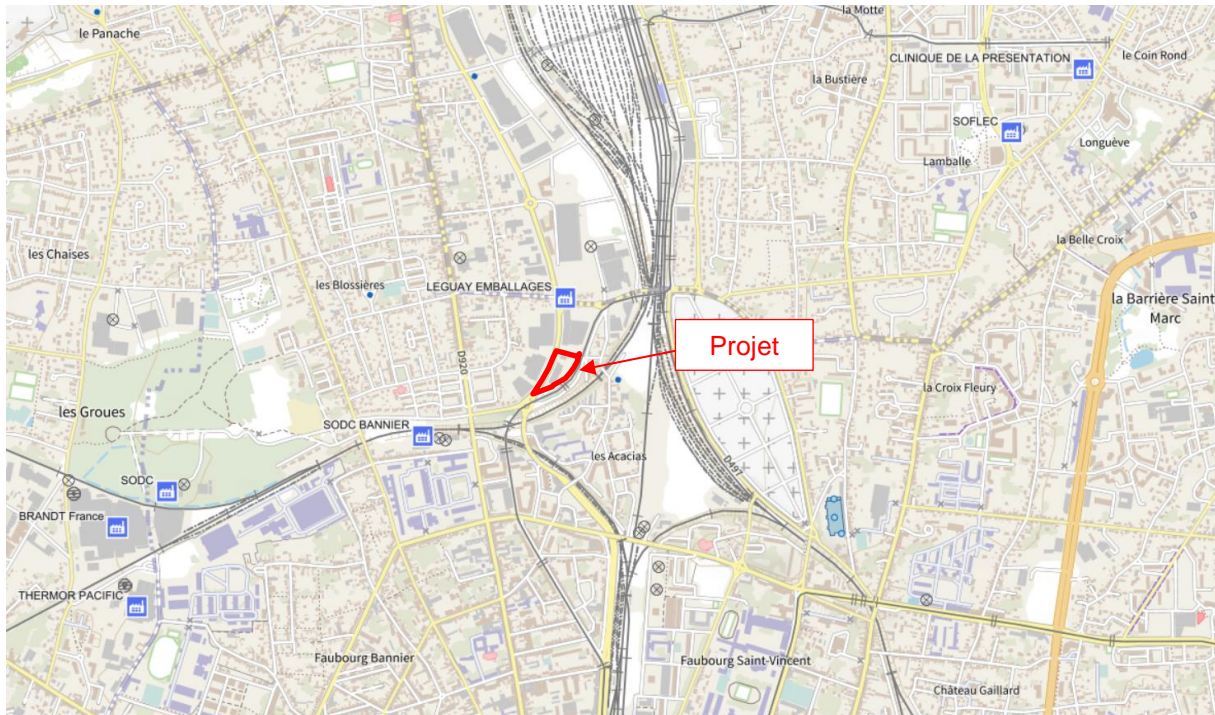 la Motte
le Panache
le Coin Rond
CLINIQUE DE LA PRESENTATION
la Bustière
SOFLEC
Longuève
Lamballe
la Belle Croix
les Chaises
les Blossières
LEGUAY EMBALLAGES
la Barrière Saint
Marc
Projet
D920
la Croix Fleury
les Groues
SODC BANNIER
les Acacias
D497
SODC
BRANDT France
THERMOR PACIFIC
Faubourg Bannier
Faubourg Saint-Vincent
Château Gaillard